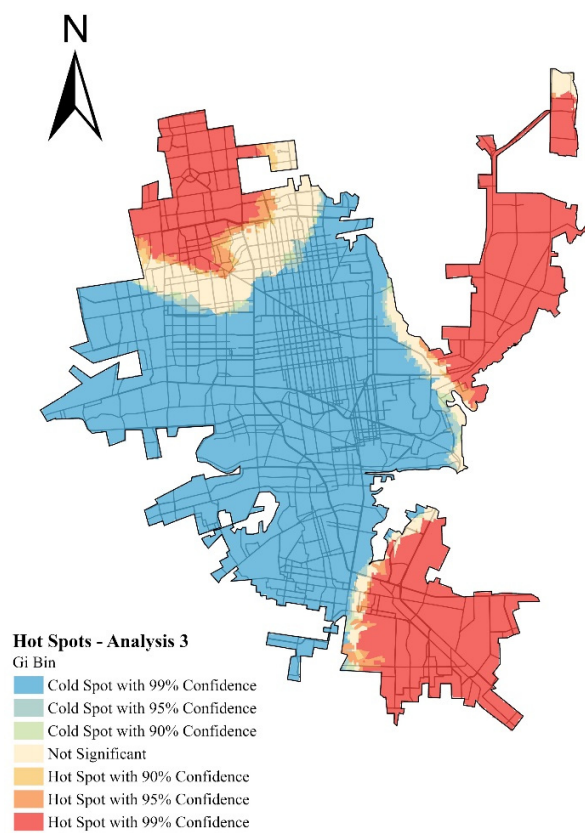 N
Hot Spots - Analysis 3
Gi Bin
Cold Spot with 99% Confidence
Cold Spot with 95% Confidence
Cold Spot with 90% Confidence
Not Significant
Hot Spot with 90% Confidence
Hot Spot with 95% Confidence
Hot Spot with 99% Confidence